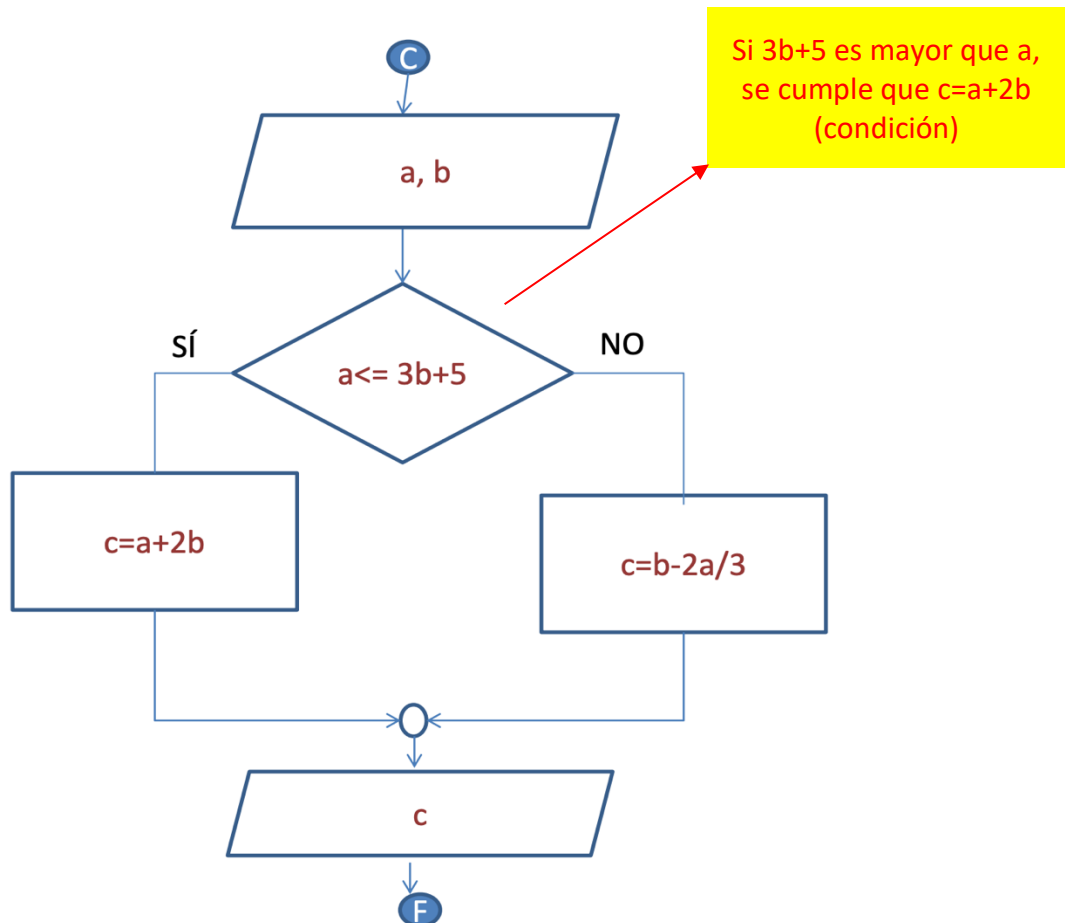 C
Si 3b+5 es mayor que a,
se cumple que c=a+2b
(condición)
a, b
SÍ
NO
a<= 3b+5
c=a+2b
c=b-2a/3
c
F